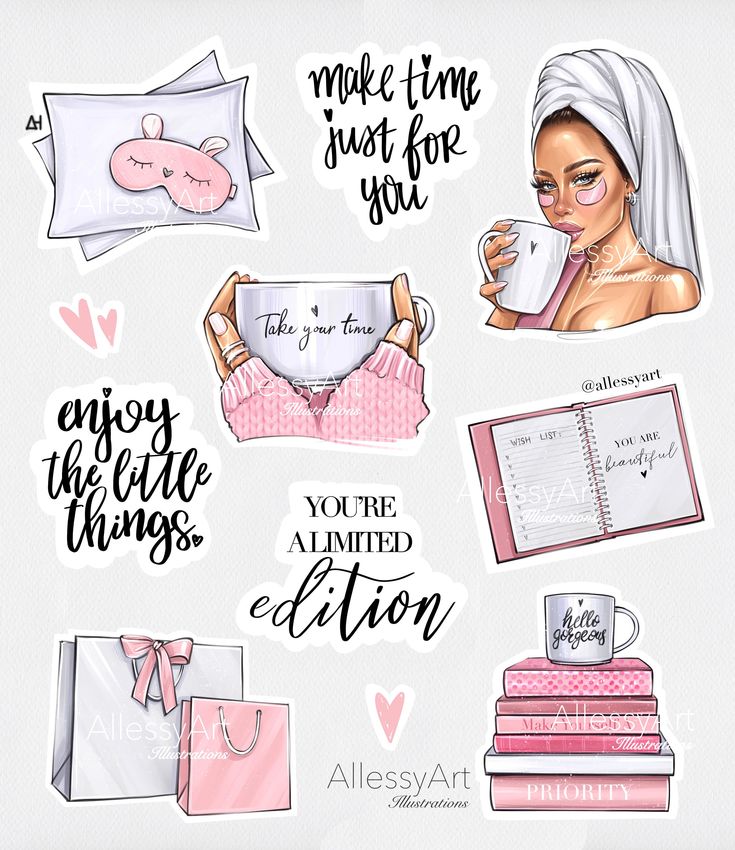 AH
AllessyArt
Illustrations
make time
just for
you
AllessyArt
Illustrations
Take your time
AllessyArt
Illustrations
enjoy
the little
things.
@allessyart
WISH LIST:
YOU ARE
beautiful
AllessyArt
Illustrations
YOU'RE
A LIMITED
edition
hello
gorgeous
Make Yourself A
PRIORITY
AllessyArt
Illustrations
AllessyArt
Illustrations
AllessyArt
Illustrations